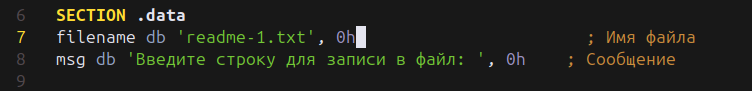 6 SECTION .data
7 filename db 'readme-1.txt', 0h ; Имя файла
8 msg db 'Введите строку для записи в файл: ', 0h ; Сообщение
9